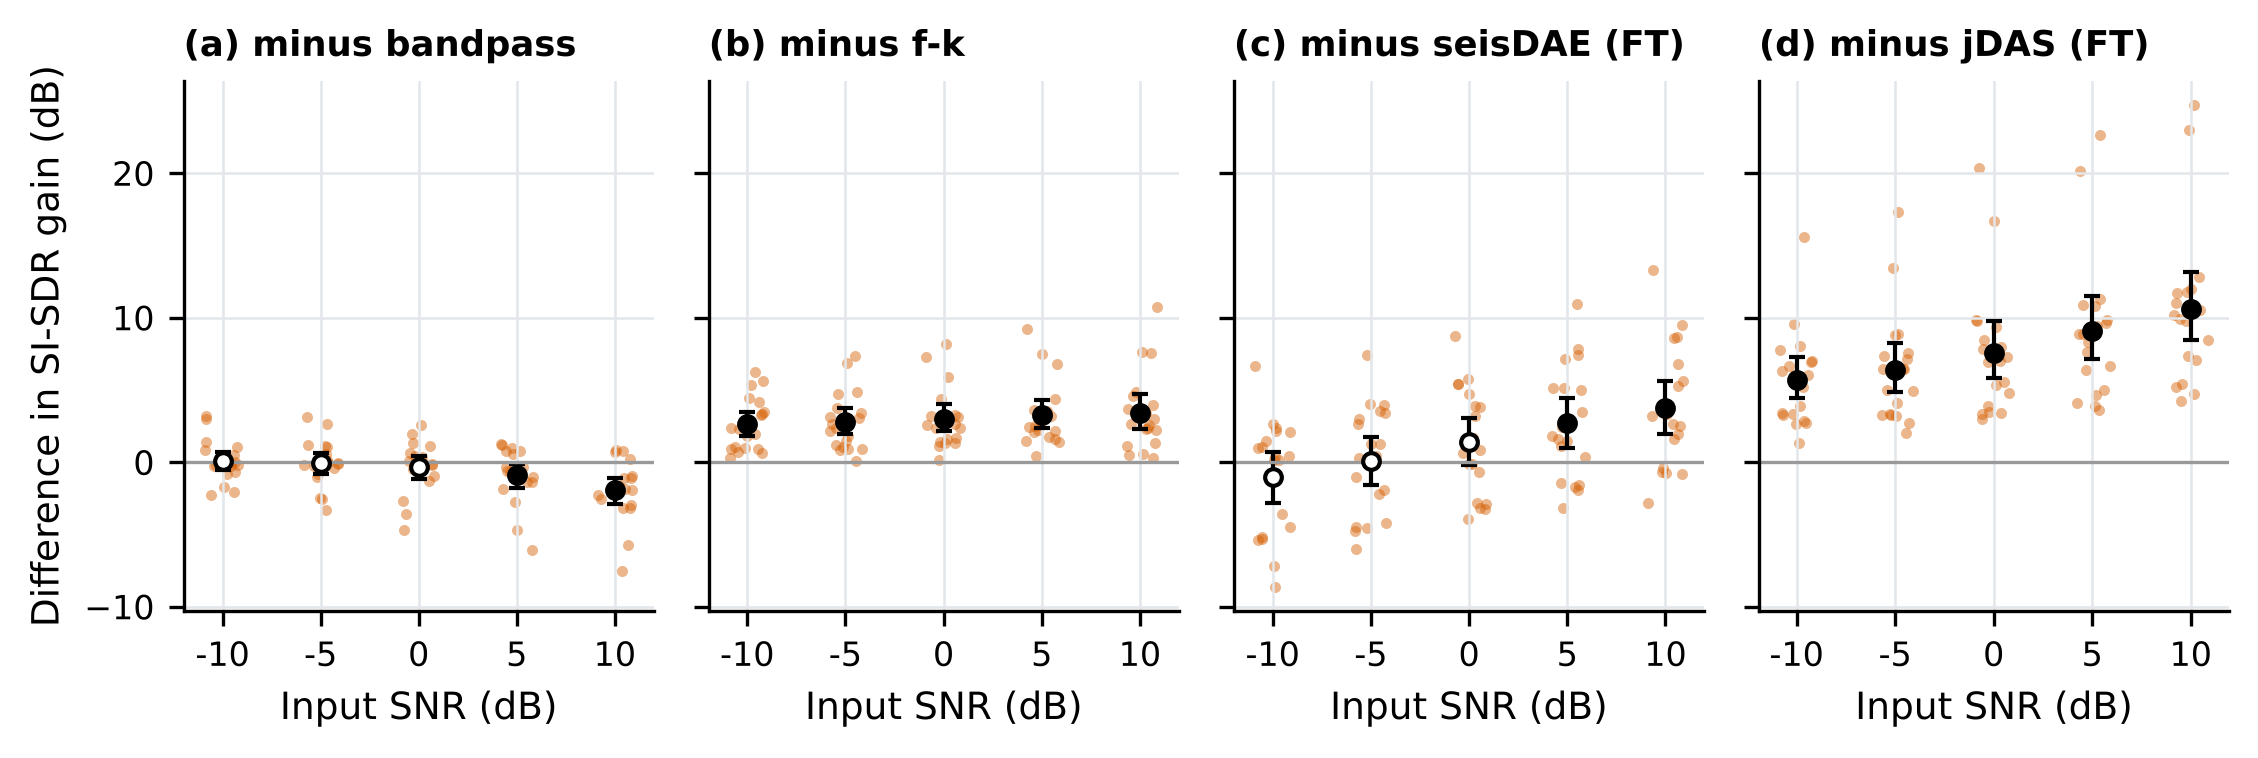 (a) minus bandpass
(b) minus f-k
(c) minus seisDAE (FT)
(d) minus jDAS (FT)
Difference in SI-SDR gain (dB)
20
10
0
−10
-10 -5 0 5 10
-10 -5 0 5 10
-10 -5 0 5 10
-10 -5 0 5 10
Input SNR (dB)
Input SNR (dB)
Input SNR (dB)
Input SNR (dB)